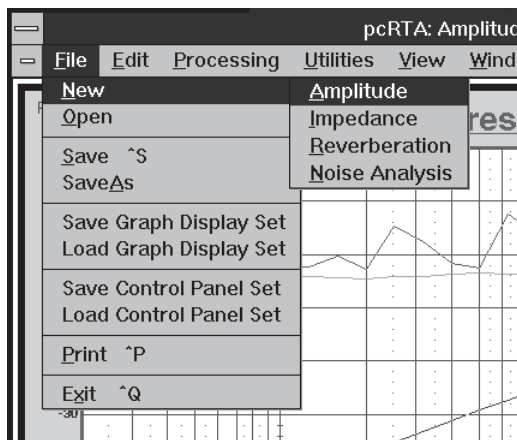 pcRTA: Amplitud
File Edit Processing Utilities View Wind
New
Open
Save ^S
SaveAs
Save Graph Display Set
Load Graph Display Set
Save Control Panel Set
Load Control Panel Set
Print ^P
Exit ^Q
Amplitude
Impedance
Reverberation
Noise Analysis
res
-30